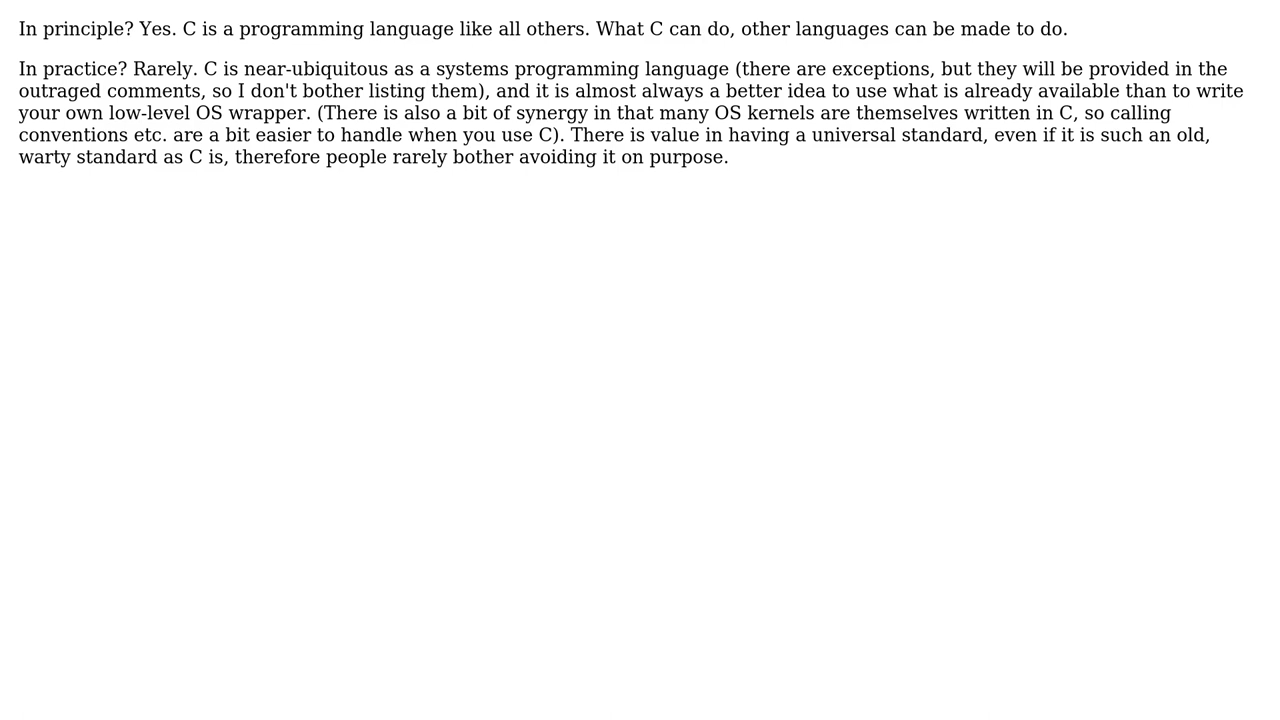 In principle? Yes. C is a programming language like all others. What C can do, other languages can be made to do.
In practice? Rarely. C is near-ubiquitous as a systems programming language (there are exceptions, but they will be provided in the
outraged comments, so I don't bother listing them), and it is almost always a better idea to use what is already available than to write
your own low-level OS wrapper. (There is also a bit of synergy in that many OS kernels are themselves written in C, so calling
conventions etc. are a bit easier to handle when you use C). There is value in having a universal standard, even if it is such an old,
warty standard as C is, therefore people rarely bother avoiding it on purpose.